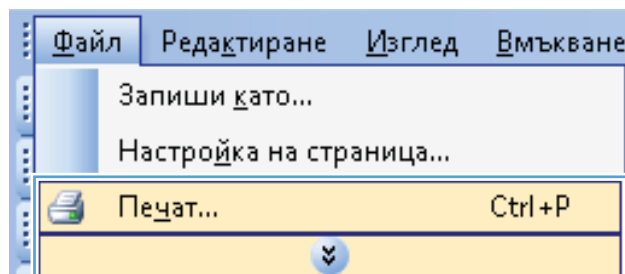 Файл Редактиране Изглед Вмъкване
Запиши като...
Настройка на страница...
Печат... Ctrl+P